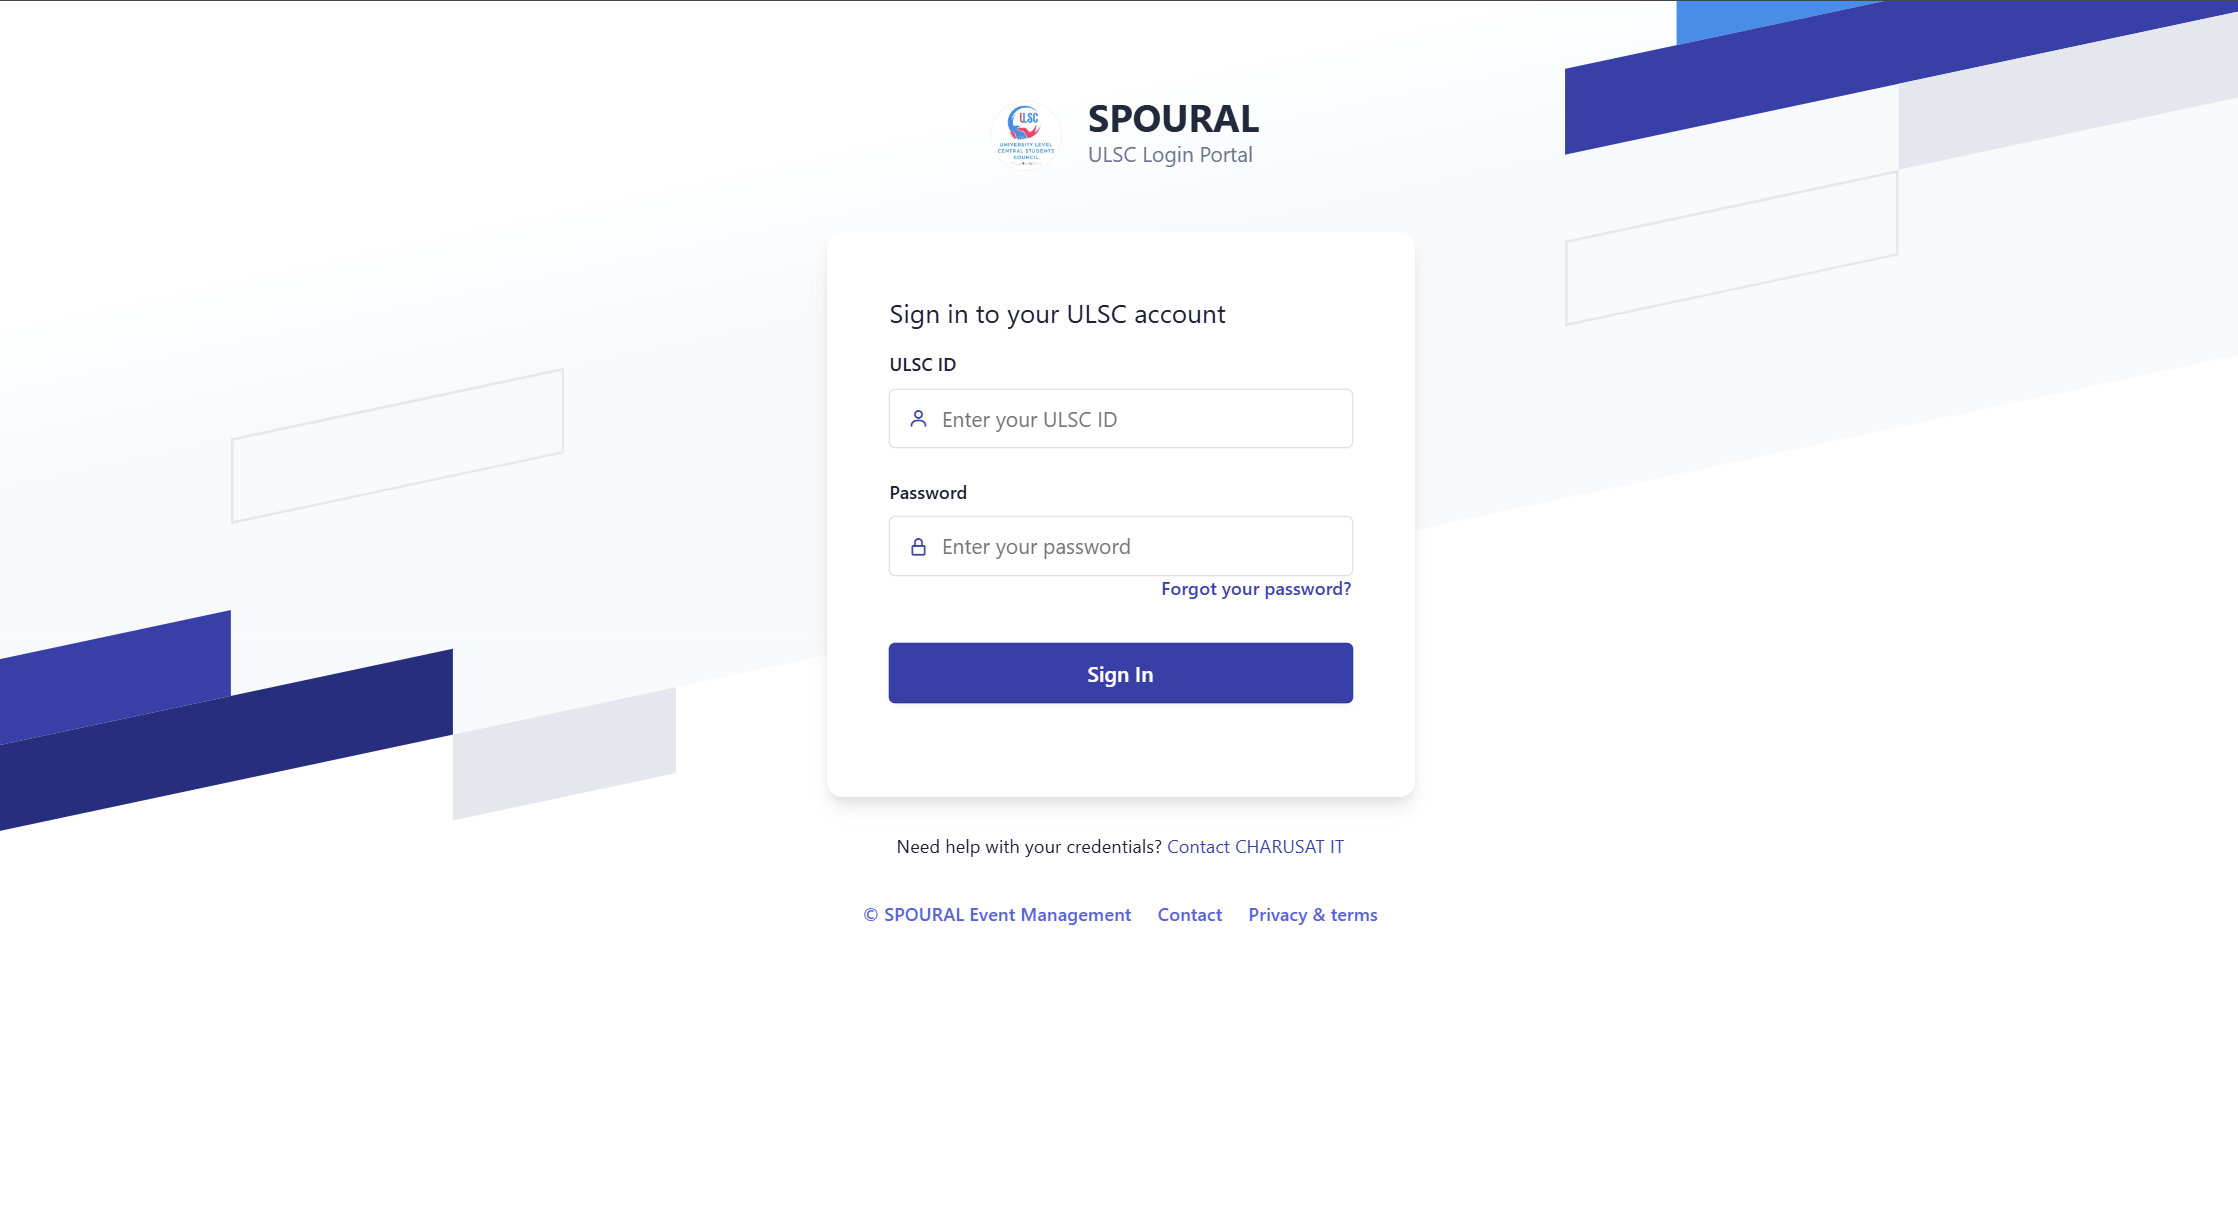 ULSC
UNIVERSITY LEVEL
CENTRAL STUDENTS
COUNCIL
SPOURAL
ULSC Login Portal
Sign in to your ULSC account
ULSC ID
Enter your ULSC ID
Password
Enter your password
Forgot your password?
Sign In
Need help with your credentials? Contact CHARUSAT IT
© SPOURAL Event Management Contact Privacy & terms